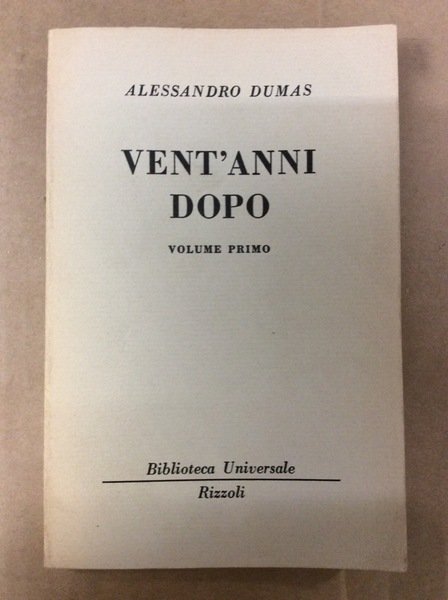 ALESSANDRO DUMAS
VENT'ANNI
DOPO
VOLUME PRIMO
Biblioteca Universale
Rizzoli